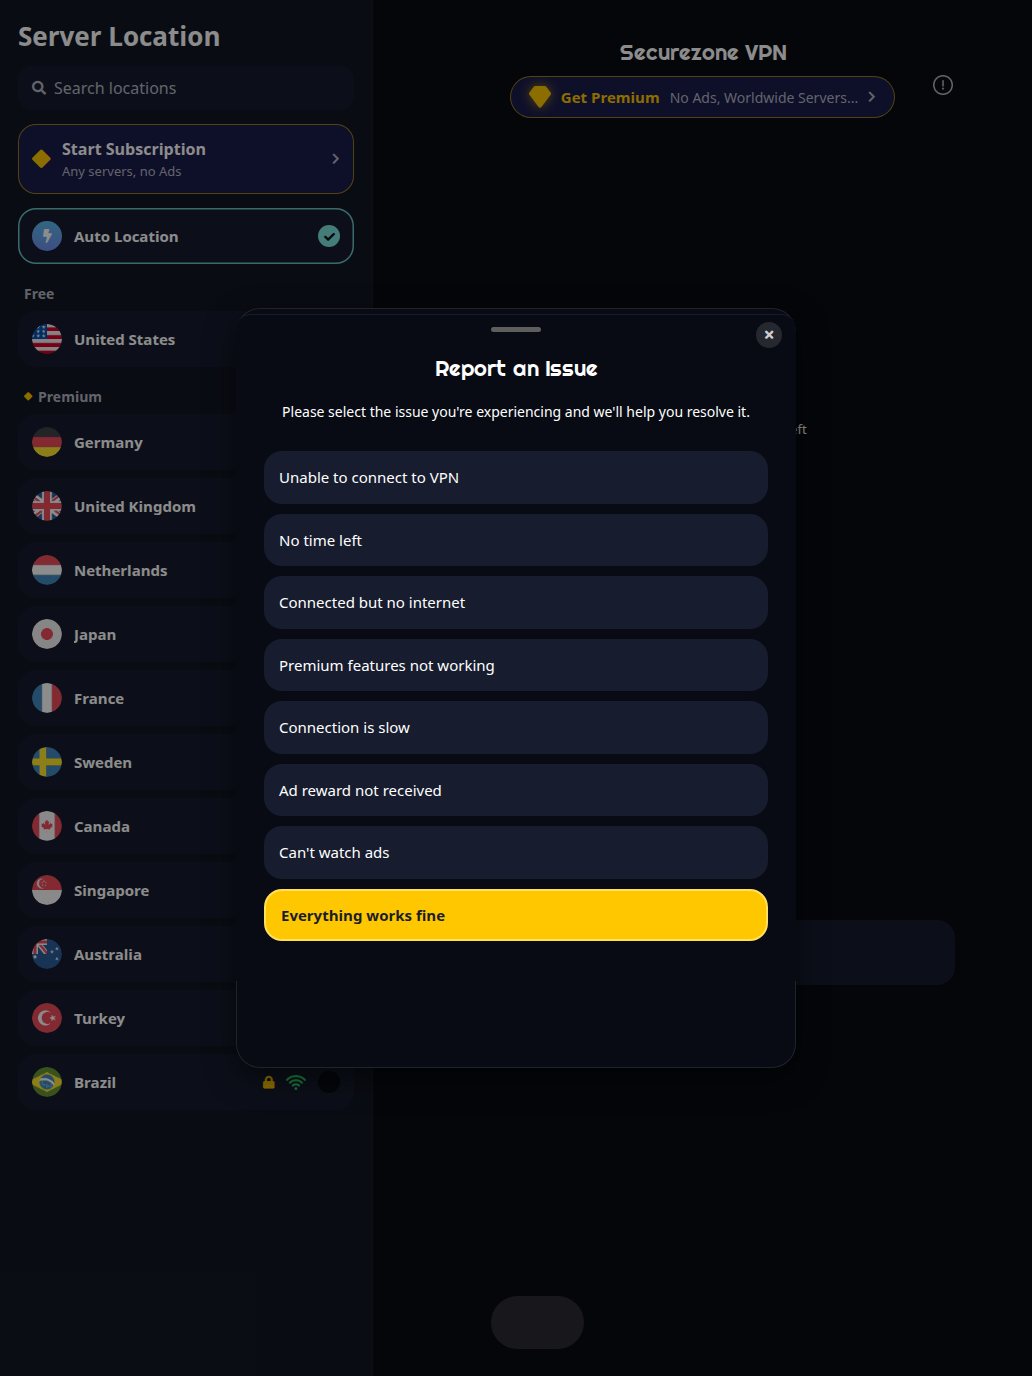 Server Location
Search locations
Start Subscription
Any servers, no Ads
Auto Location
Free
United States
Premium
Germany
United Kingdom
Netherlands
Japan
France
Sweden
Canada
Singapore
Australia
Turkey
Brazil
Securezone VPN
Get Premium No Ads, Worldwide Servers...
Report an Issue
Please select the issue you're experiencing and we'll help you resolve it.
Unable to connect to VPN
No time left
Connected but no internet
Premium features not working
Connection is slow
Ad reward not received
Can't watch ads
Everything works fine